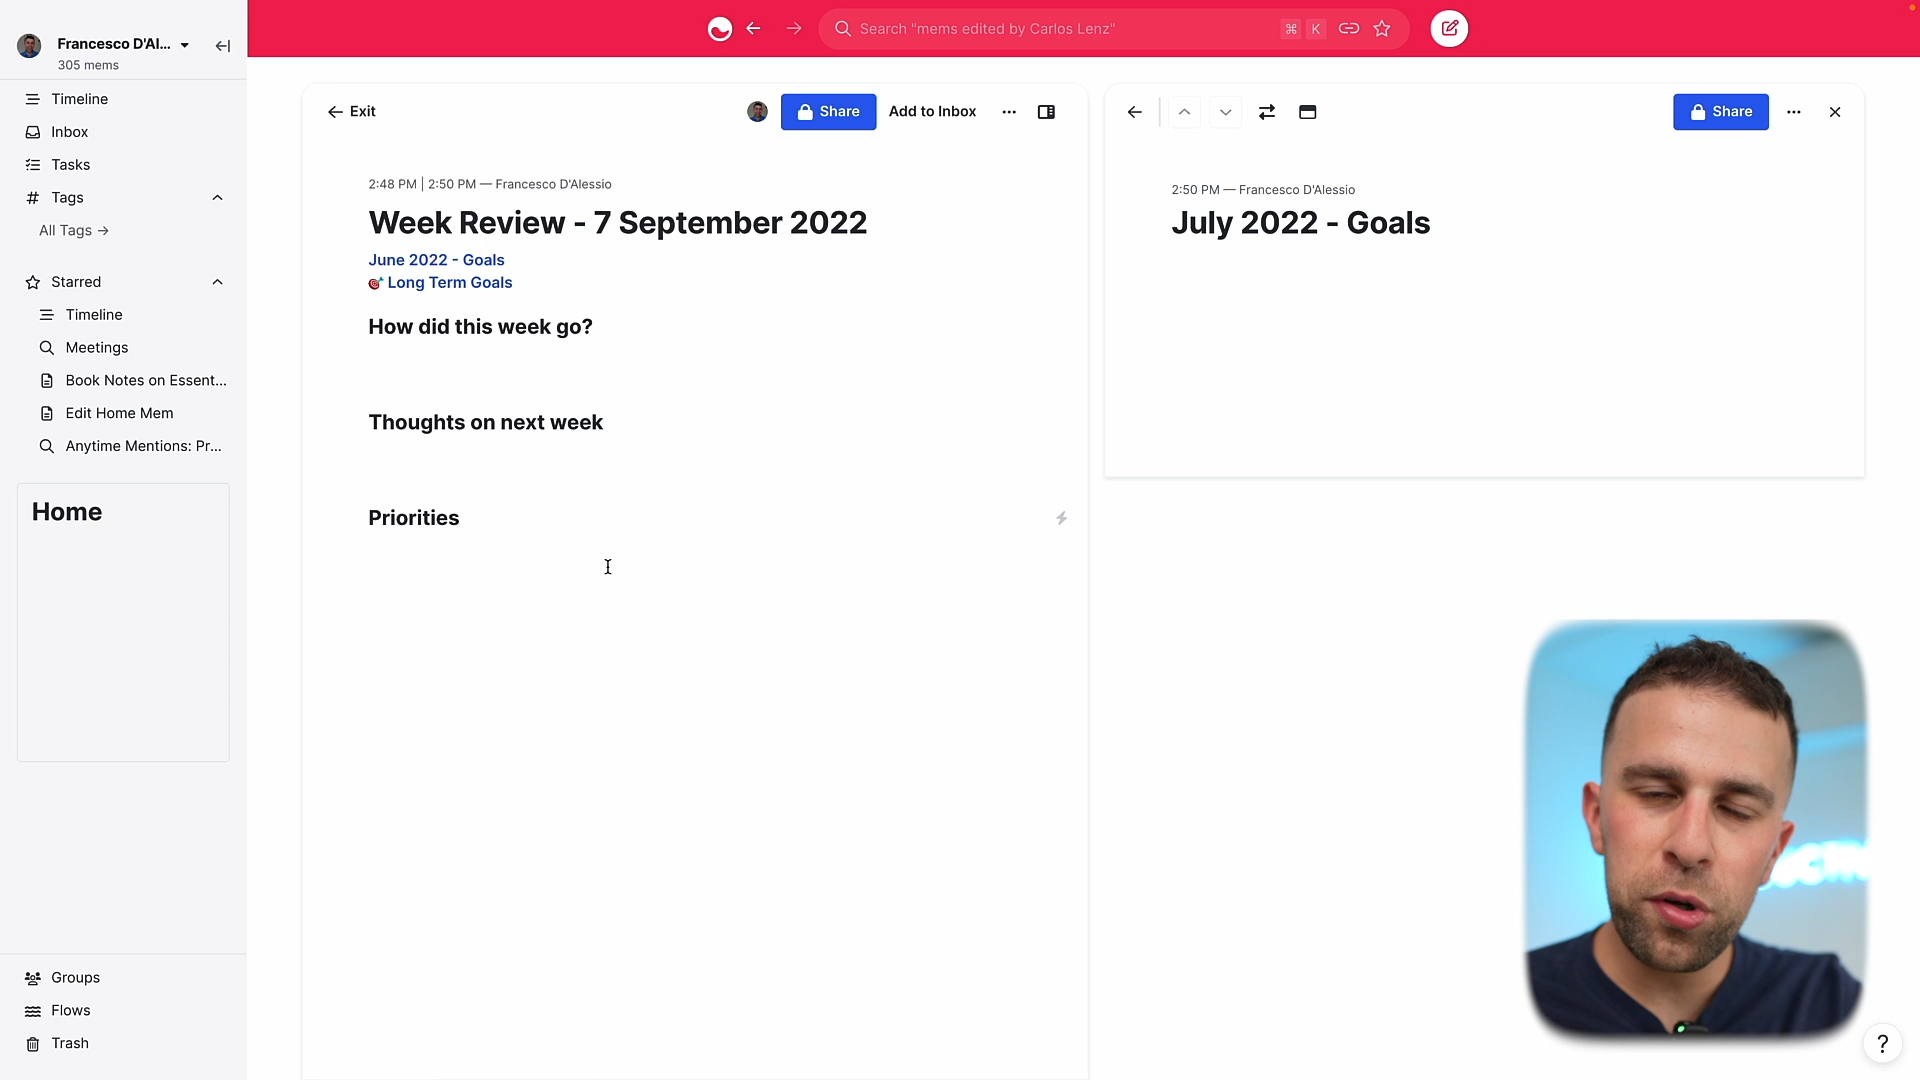 Francesco D'Al...
305 mems
Timeline
Inbox
Tasks
Tags
All Tags →
Starred
Timeline
Meetings
Book Notes on Essent...
Edit Home Mem
Anytime Mentions: Pr...
Home
Groups
Flows
Trash
Search "mems edited by Carlos Lenz"
⌘ K
← Exit
Share
Add to Inbox
2:48 PM | 2:50 PM — Francesco D'Alessio
Week Review - 7 September 2022
June 2022 - Goals
🎯 Long Term Goals
How did this week go?
Thoughts on next week
Priorities
Share
2:50 PM — Francesco D'Alessio
July 2022 - Goals
?